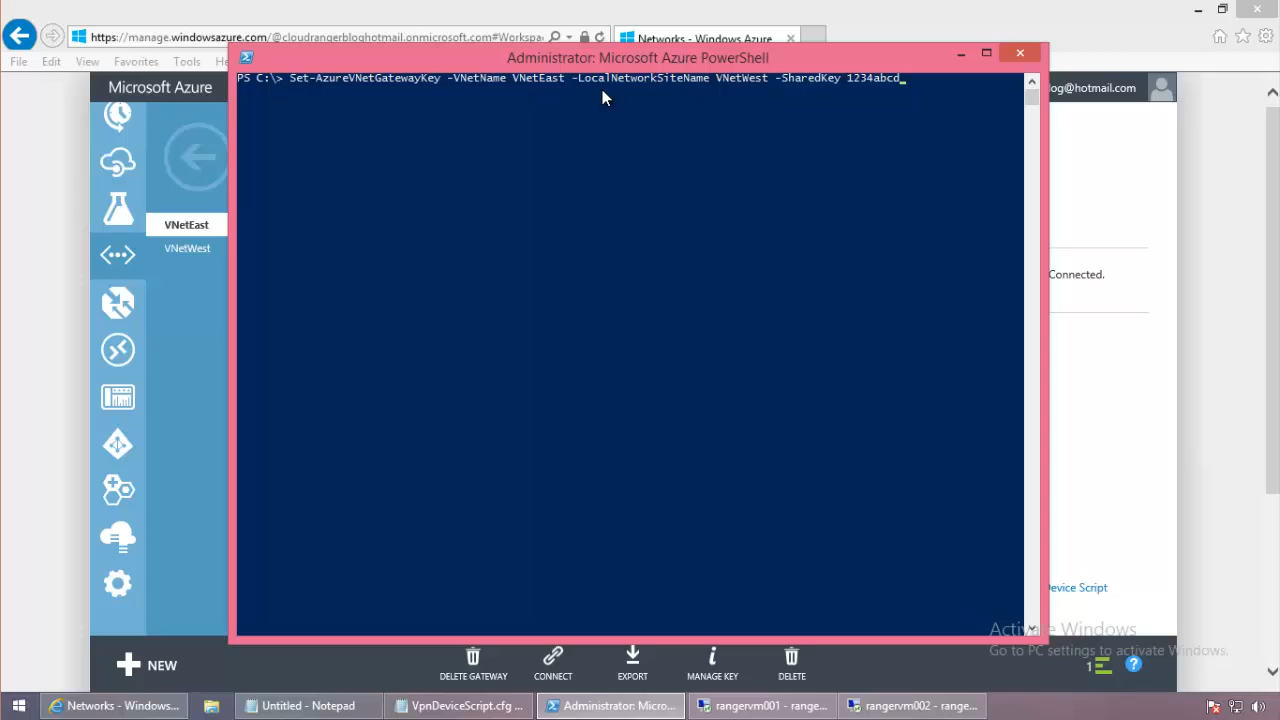 https://manage.windowsazure.com/@cloudrangerbloghotmail.onmicrosoft.com#Workspa
Networks - Windows Azure
File Edit View Favorites Tools
Administrator: Microsoft Azure PowerShell
PS C:\> Set-AzureVNetGatewayKey -VNetName VNetEast -LocalNetworkSiteName VNetWest -SharedKey 1234abcd_
Microsoft Azure
log@hotmail.com
VNetEast
VNetWest
Connected.
Device Script
Activate Windows
Go to PC settings to activate Windows.
NEW
DELETE GATEWAY
CONNECT
EXPORT
MANAGE KEY
DELETE
1
?
Networks - Windows...
Untitled - Notepad
VpnDeviceScript.cfg ...
Administrator: Micro...
rangervm001 - range...
rangervm002 - range...